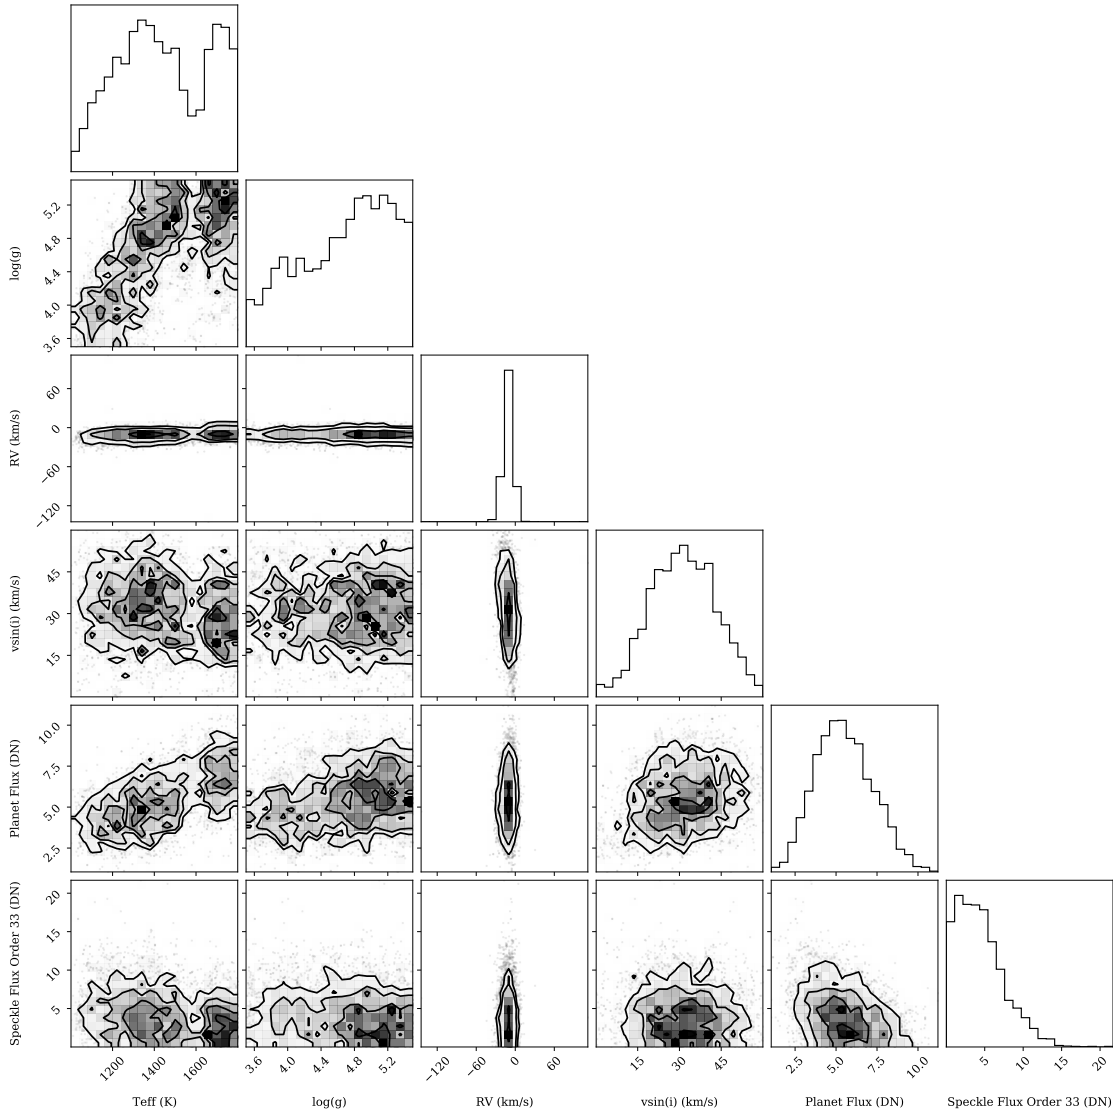 5.2
4.8
4.4
4.0
3.6
log(g)
60
0
−60
−120
RV (km/s)
45
30
15
vsin(i) (km/s)
10.0
7.5
5.0
2.5
Planet Flux (DN)
20
15
10
5
Speckle Flux Order 33 (DN)
1200 1400 1600 3.6 4.0 4.4 4.8 5.2 −120 −60 0 60 15 30 45 2.5 5.0 7.5 10.0 5 10 15 20
Teff (K) log(g) RV (km/s) vsin(i) (km/s) Planet Flux (DN) Speckle Flux Order 33 (DN)